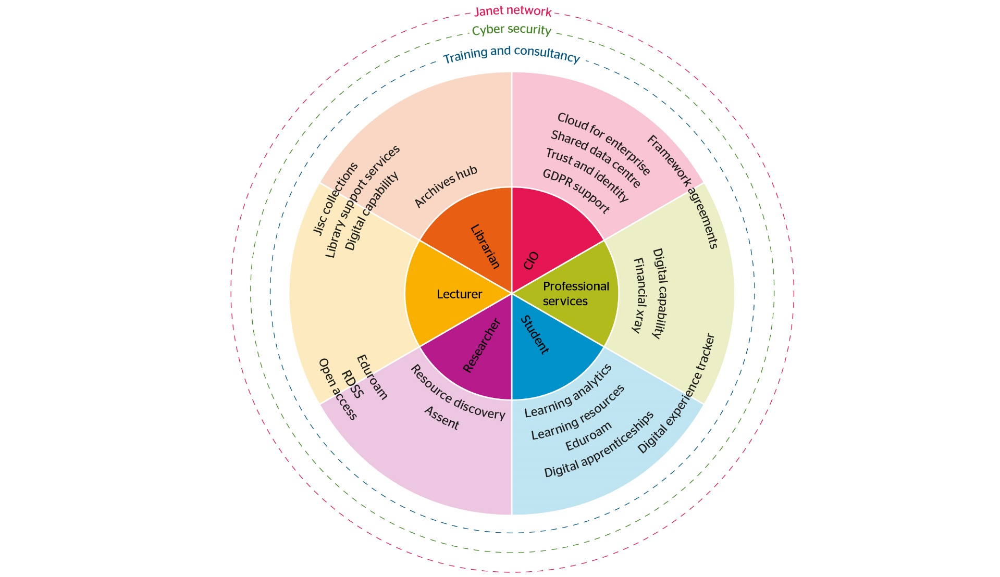 Janet network
Cyber security
Training and consultancy
Cloud for enterprise
Shared data centre
Trust and identity
GDPR support
Framework agreements
Jisc collections
Library support services
Digital capability
Archives hub
Librarian
CIO
Lecturer
Professional
services
Researcher
Student
Digital capability
Financial xray
Digital experience tracker
Eduroam
RDSS
Open access
Resource discovery
Assent
Learning analytics
Learning resources
Eduroam
Digital apprenticeships